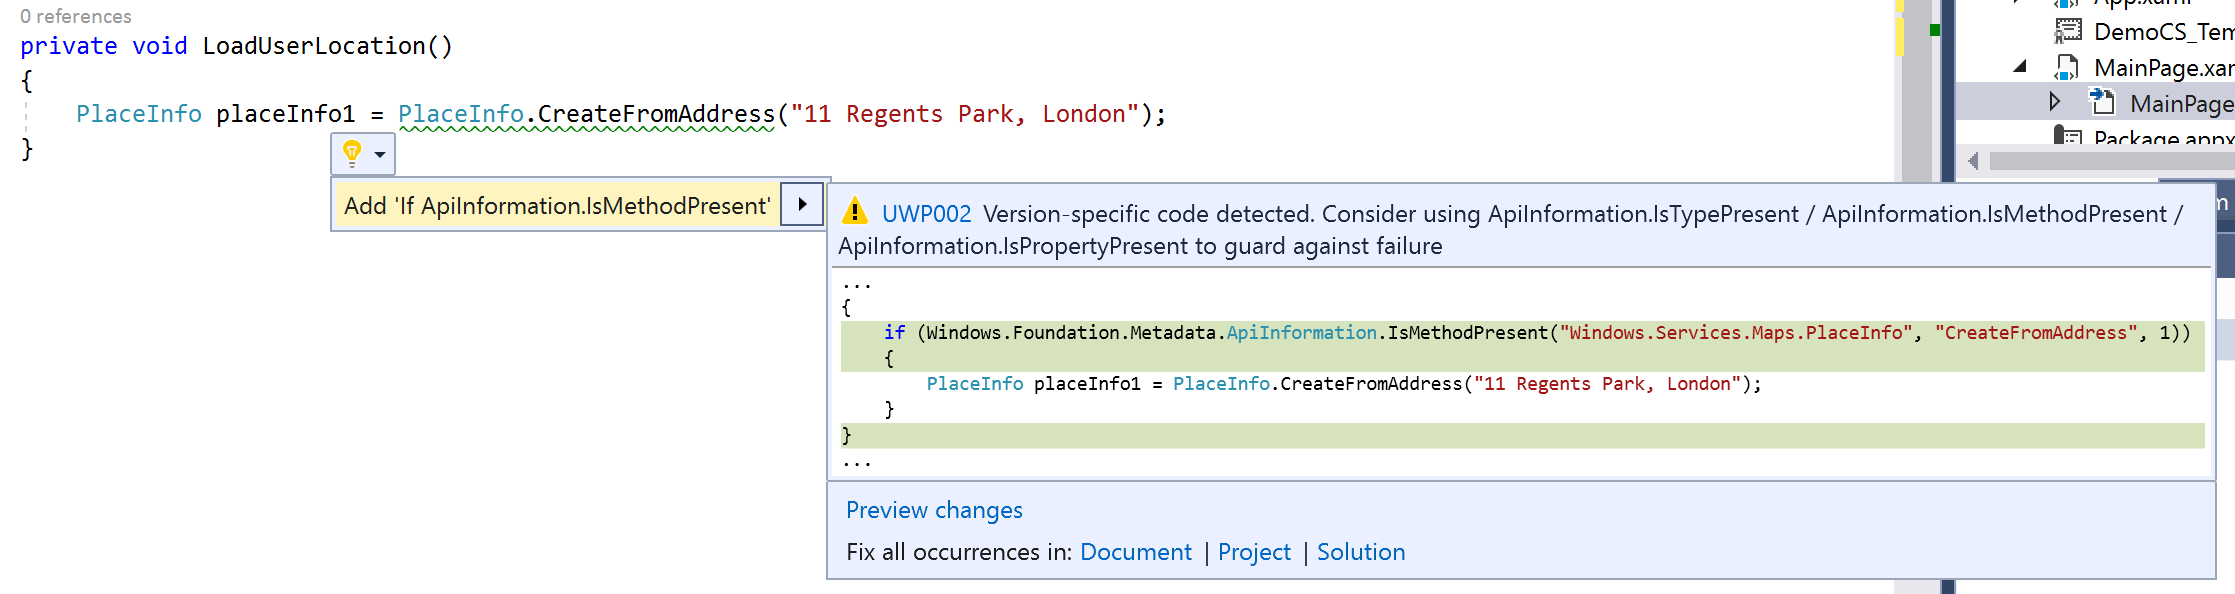 0 references
private void LoadUserLocation()
{
PlaceInfo placeInfo1 = PlaceInfo.CreateFromAddress("11 Regents Park, London");
}
Add 'If ApiInformation.IsMethodPresent'
UWP002 Version-specific code detected. Consider using ApiInformation.IsTypePresent / ApiInformation.IsMethodPresent /
ApiInformation.IsPropertyPresent to guard against failure
...
{
if (Windows.Foundation.Metadata.ApiInformation.IsMethodPresent("Windows.Services.Maps.PlaceInfo", "CreateFromAddress", 1))
{
PlaceInfo placeInfo1 = PlaceInfo.CreateFromAddress("11 Regents Park, London");
}
}
...
Preview changes
Fix all occurrences in: Document | Project | Solution
App.xaml
DemoCS_Tem
MainPage.xar
MainPage
Package.appx